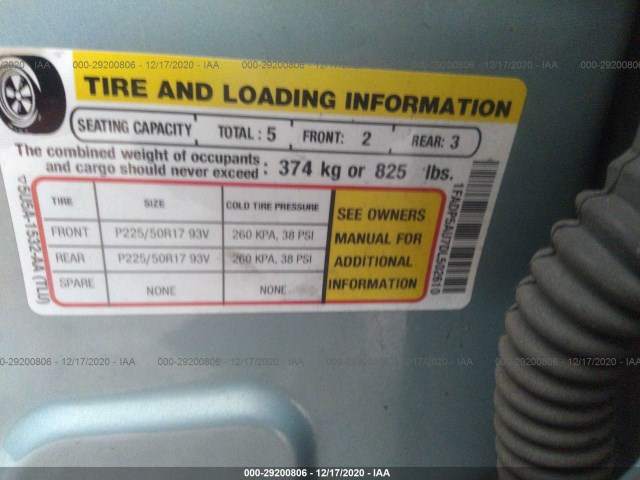 000-29200806 - 12/17/2020 - IAA
TIRE AND LOADING INFORMATION
SEATING CAPACITY TOTAL : 5 FRONT: 2 REAR: 3
The combined weight of occupants and cargo should never exceed : 374 kg or 825 lbs.
TIRE SIZE COLD TIRE PRESSURE
FRONT P225/50R17 93V 260 KPA, 38 PSI
REAR P225/50R17 93V 260 KPA, 38 PSI
SPARE NONE NONE
SEE OWNERS
MANUAL FOR
ADDITIONAL
INFORMATION
1FADP5AU7DL502610
000-29200806 - 12/17/2020 - IAA
000-29200806 - 12/17/2020 - IAA